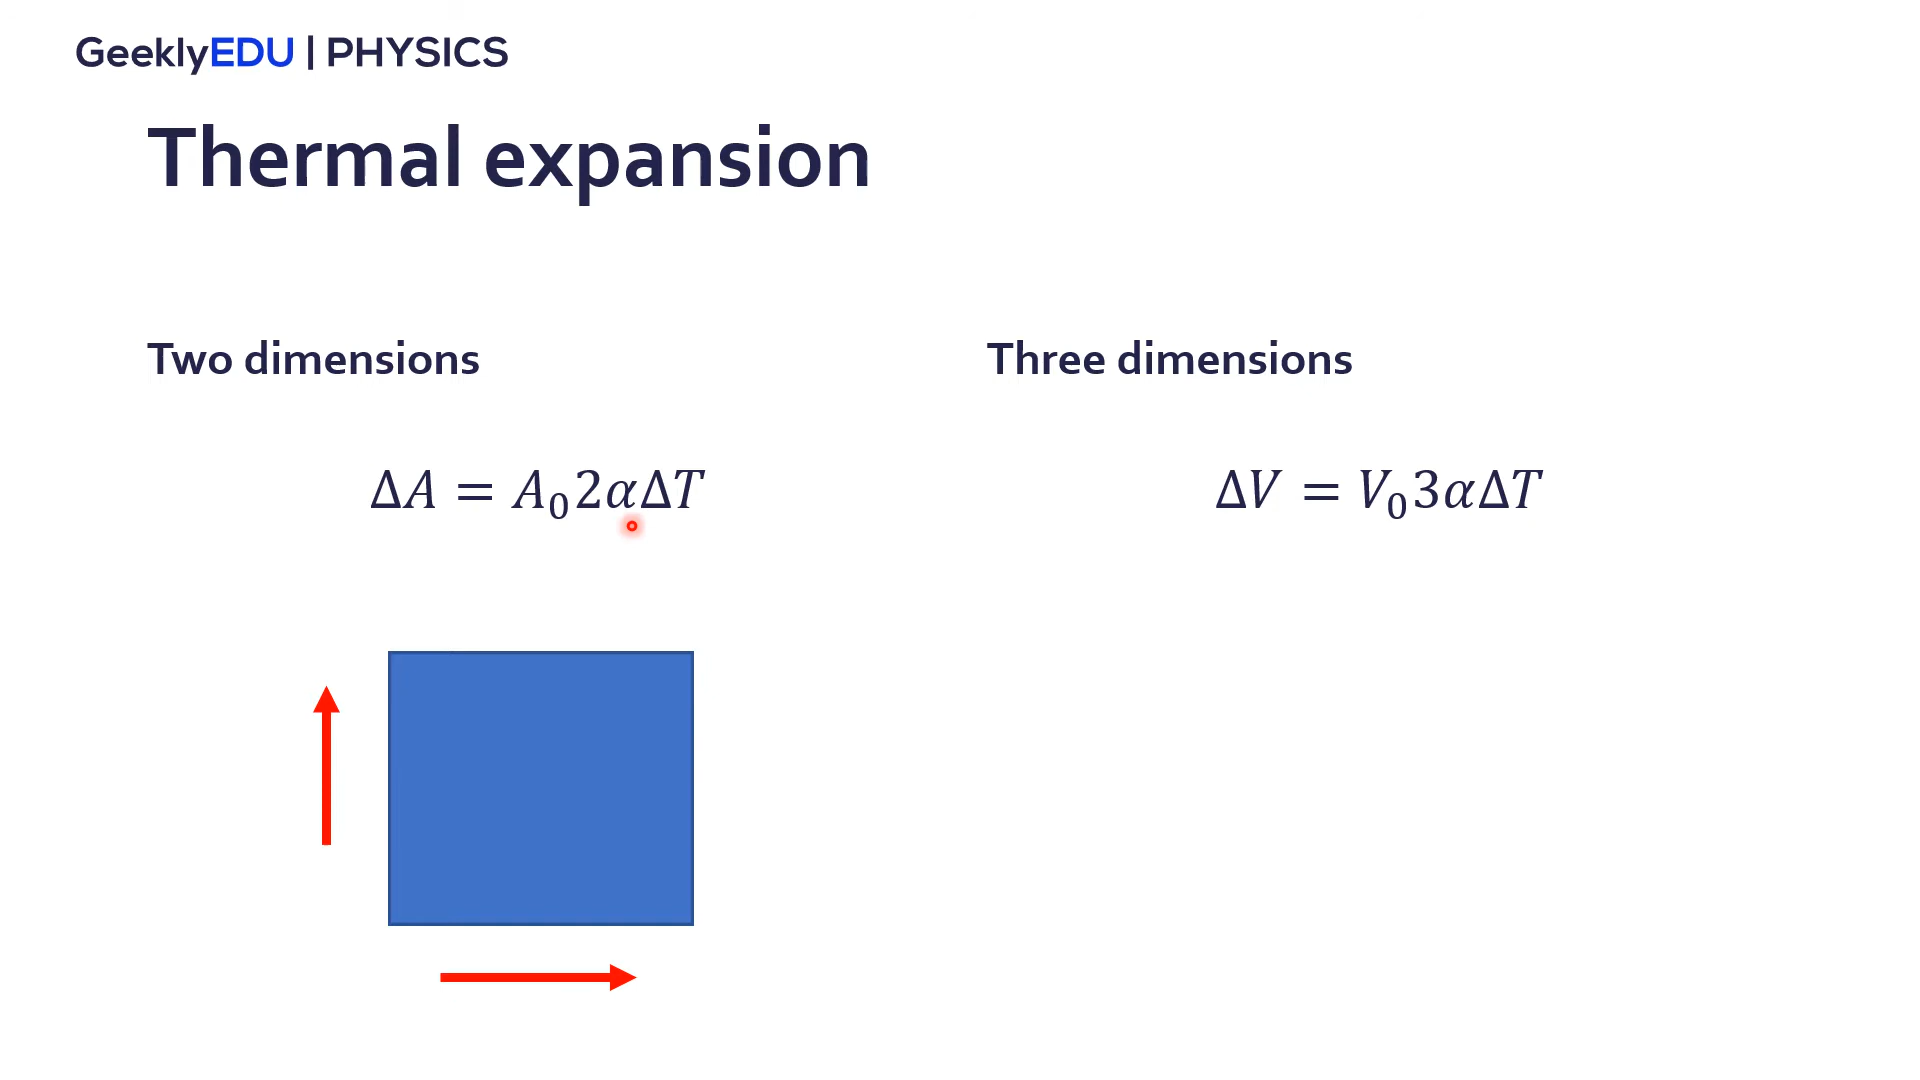 GeeklyEDU | PHYSICS
Thermal expansion
Two dimensions
Three dimensions
ΔA = A₀2αΔT
ΔV = V₀3αΔT